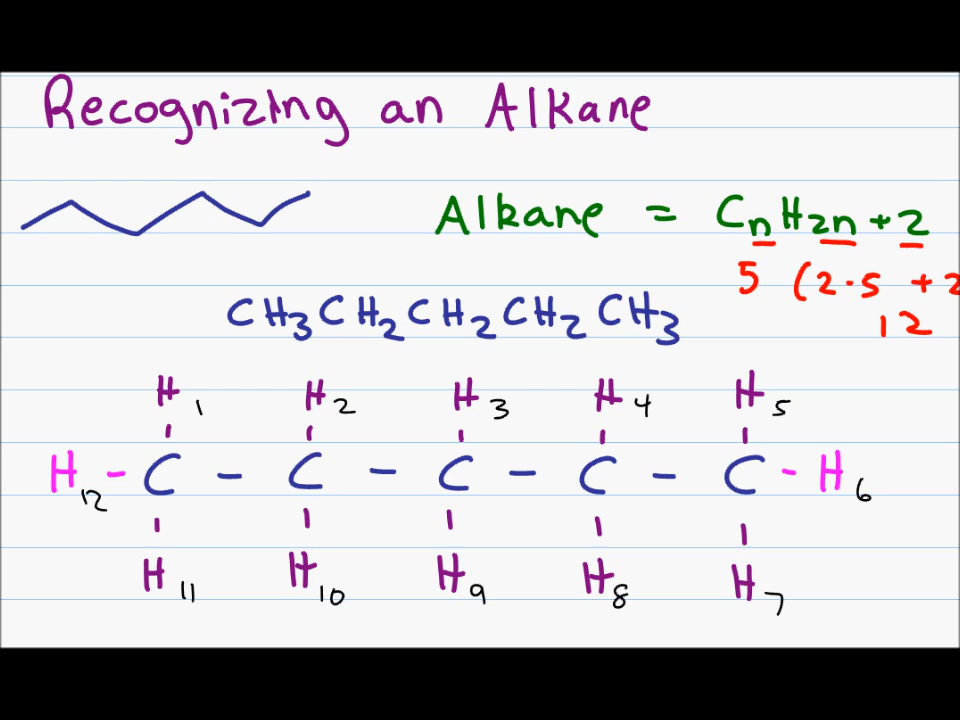 Recognizing an Alkane
Alkane = CnH2n+2
5 (2·5 +2
12
CH3CH2CH2CH2CH3
H1 H2 H3 H4 H5
H12 - C - C - C - C - C - H6
H11 H10 H9 H8 H7